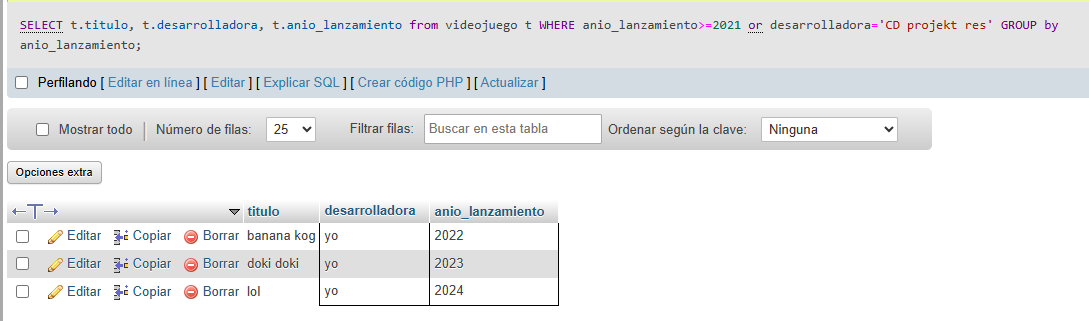 SELECT t.titulo, t.desarrolladora, t.anio_lanzamiento from videojuego t WHERE anio_lanzamiento>=2021 or desarrolladora='CD projekt res' GROUP by
anio_lanzamiento;
Perfilando [ Editar en línea ] [ Editar ] [ Explicar SQL ] [ Crear código PHP ] [ Actualizar ]
Mostrar todo Número de filas: 25 Filtrar filas: Buscar en esta tabla Ordenar según la clave: Ninguna
Opciones extra
←T→ titulo desarrolladora anio_lanzamiento
Editar Copiar Borrar banana kog yo 2022
Editar Copiar Borrar doki doki yo 2023
Editar Copiar Borrar lol yo 2024